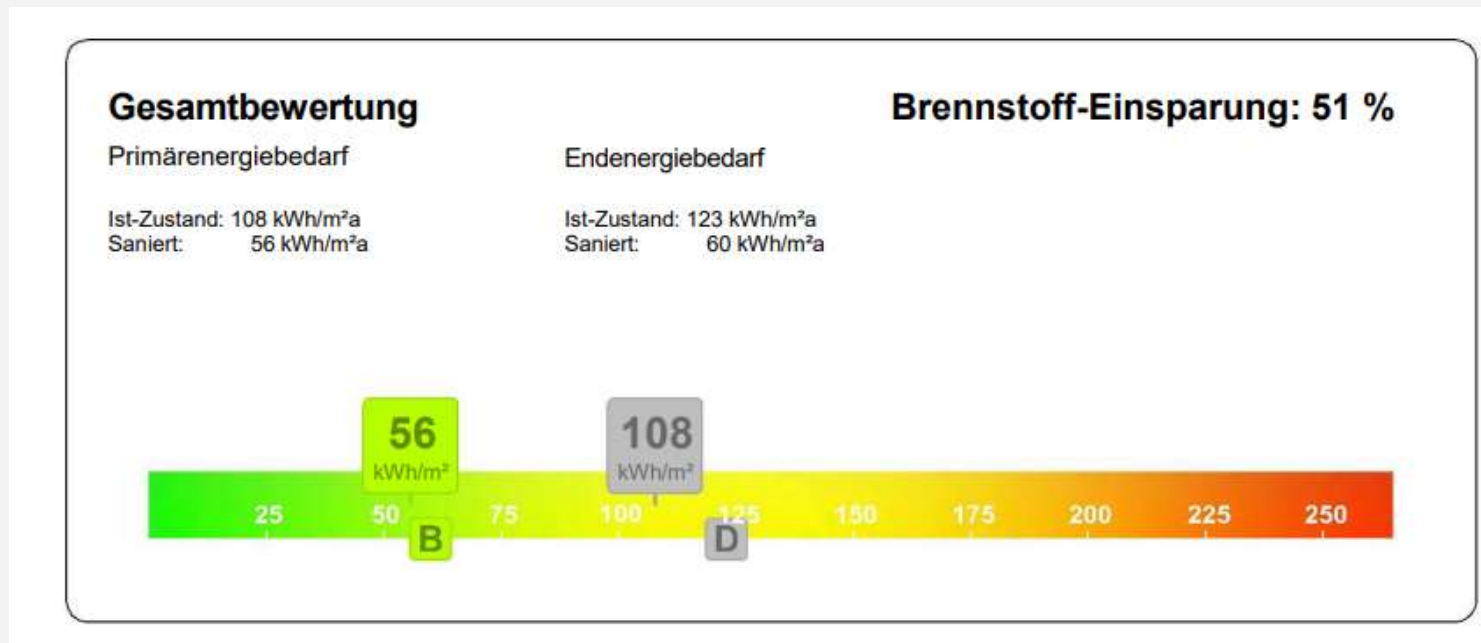 Gesamtbewertung
Brennstoff-Einsparung: 51 %
Primärenergiebedarf
Endenergiebedarf
Ist-Zustand: 108 kWh/m²a
Saniert: 56 kWh/m²a
Ist-Zustand: 123 kWh/m²a
Saniert: 60 kWh/m²a
56
kWh/m²
108
kWh/m²
25 50 75 100 125 150 175 200 225 250
B
D